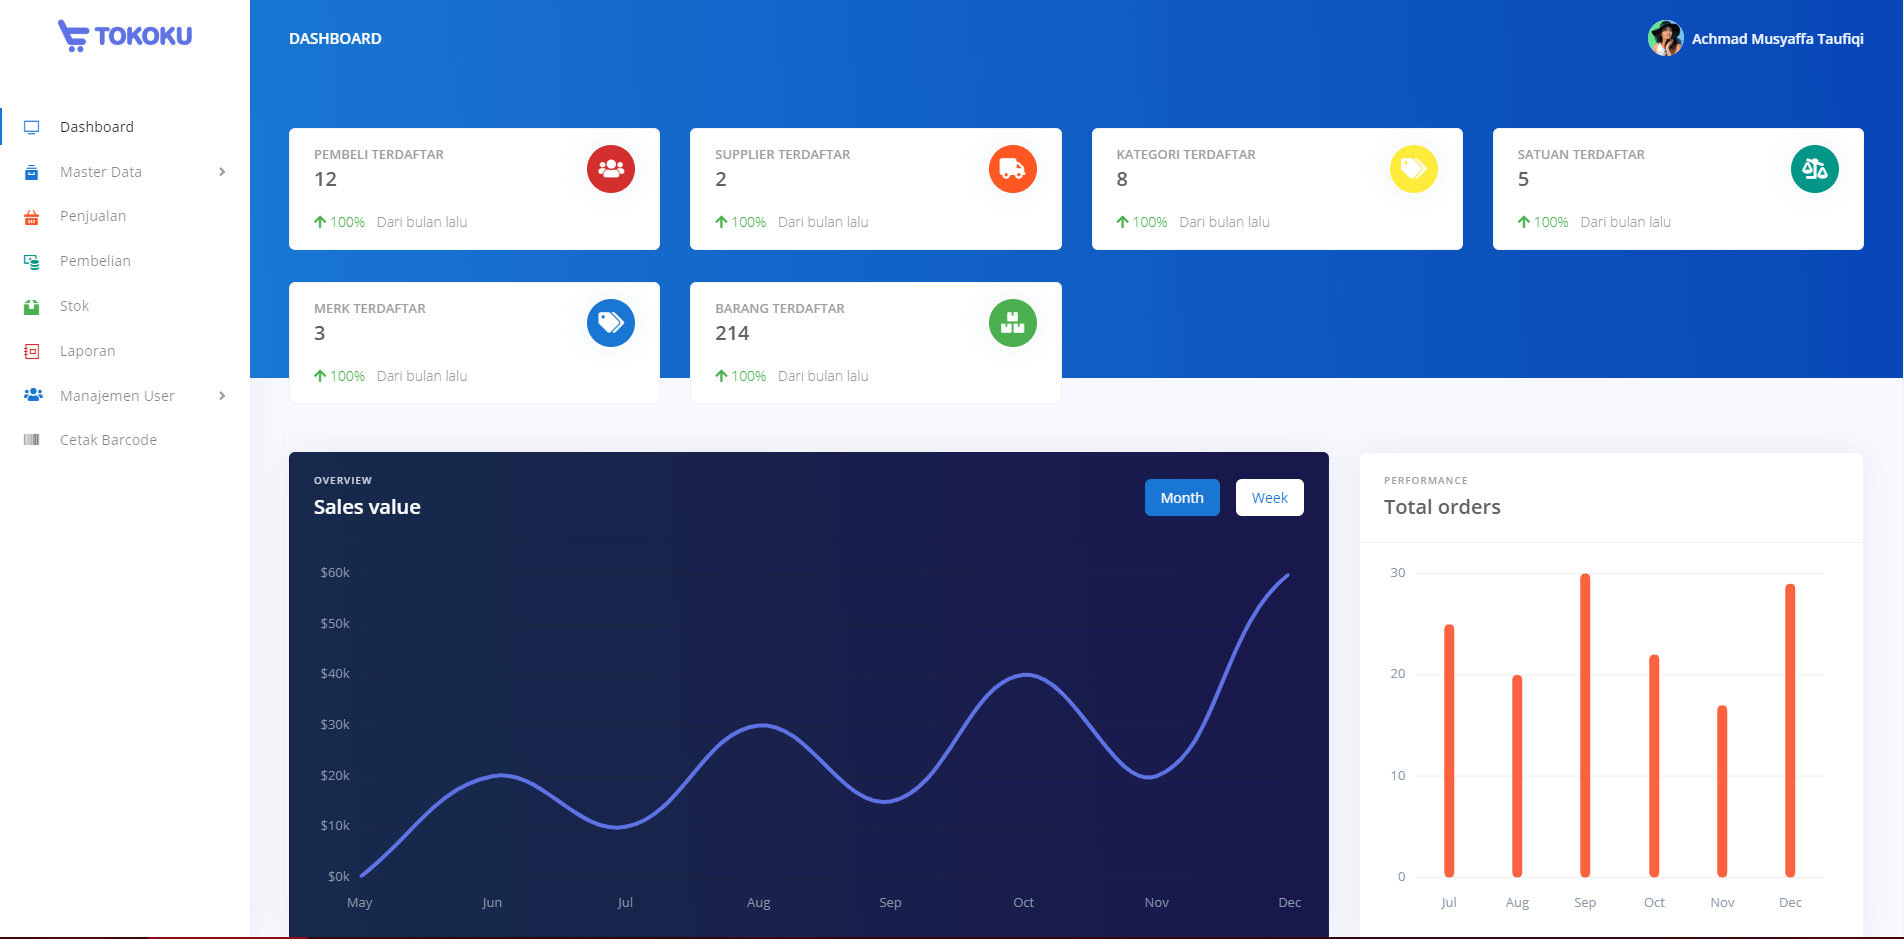 TOKOKU
DASHBOARD
Achmad Musyaffa Taufiqi
Dashboard
Master Data
Penjualan
Pembelian
Stok
Laporan
Manajemen User
Cetak Barcode
PEMBELI TERDAFTAR
12
100% Dari bulan lalu
SUPPLIER TERDAFTAR
2
100% Dari bulan lalu
KATEGORI TERDAFTAR
8
100% Dari bulan lalu
SATUAN TERDAFTAR
5
100% Dari bulan lalu
MERK TERDAFTAR
3
100% Dari bulan lalu
BARANG TERDAFTAR
214
100% Dari bulan lalu
OVERVIEW
Sales value
Month Week
$60k
$50k
$40k
$30k
$20k
$10k
$0k
May Jun Jul Aug Sep Oct Nov Dec
PERFORMANCE
Total orders
30
20
10
0
Jul Aug Sep Oct Nov Dec